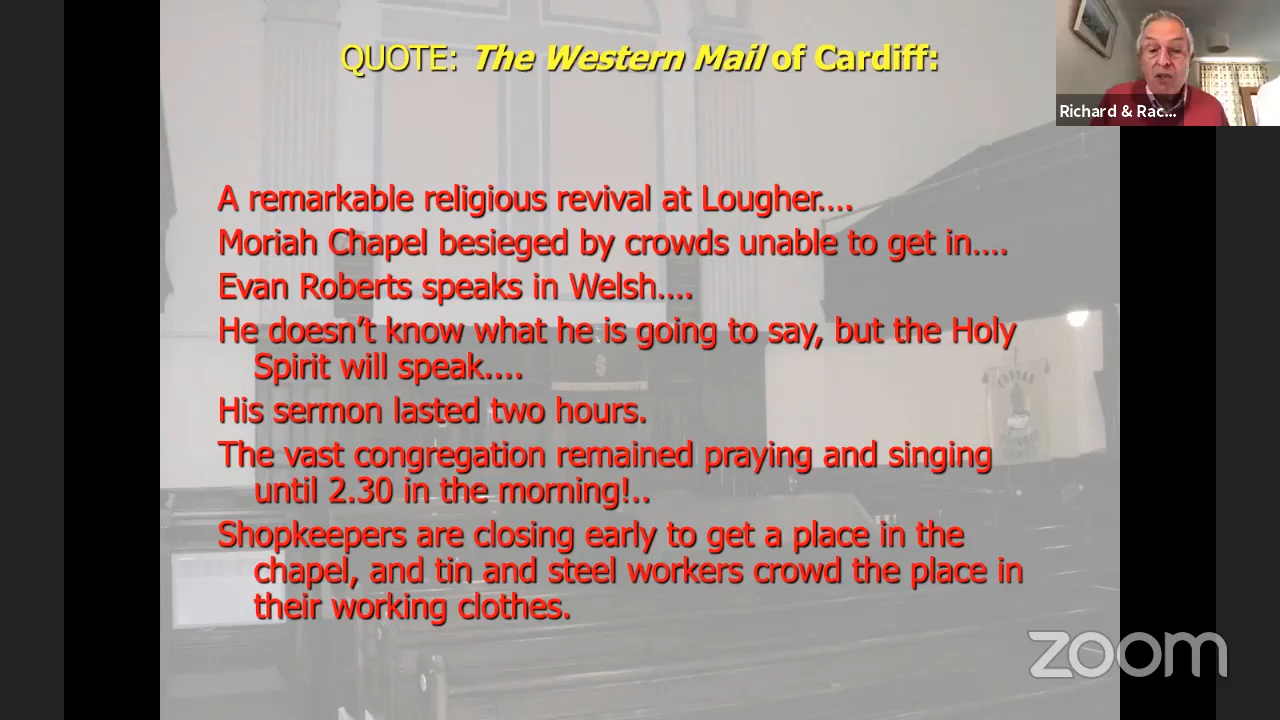 QUOTE: The Western Mail of Cardiff:
Richard & Rac...
A remarkable religious revival at Lougher....
Moriah Chapel besieged by crowds unable to get in....
Evan Roberts speaks in Welsh....
He doesn't know what he is going to say, but the Holy
Spirit will speak....
His sermon lasted two hours.
The vast congregation remained praying and singing
until 2.30 in the morning!..
Shopkeepers are closing early to get a place in the
chapel, and tin and steel workers crowd the place in
their working clothes.
zoom